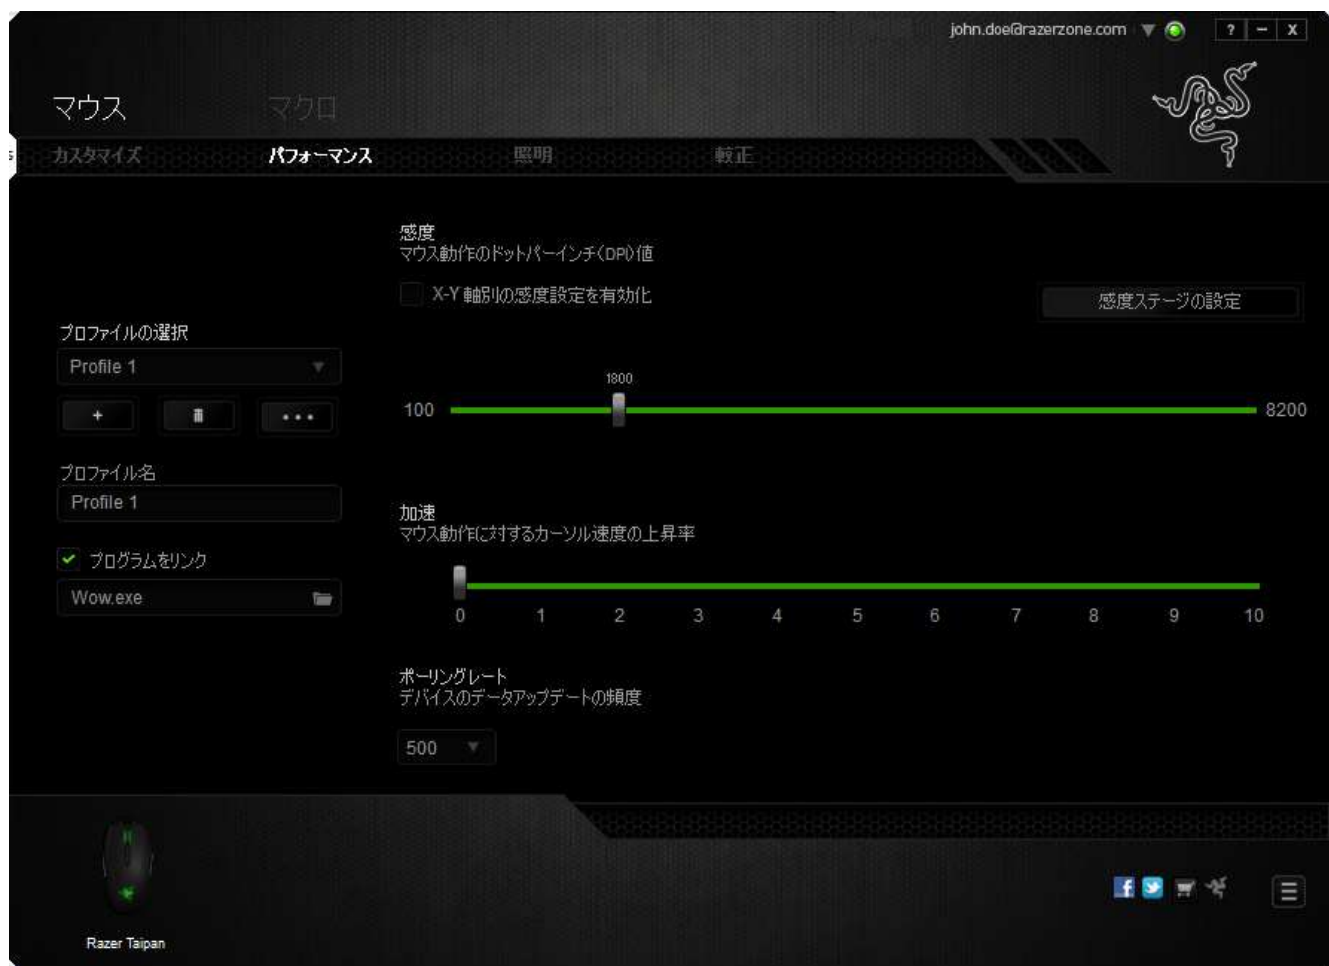 john.doe@razerzone.com ? − X
マウス マクロ
s カスタマイズ パフォーマンス 照明 較正
感度
マウス動作のドットパーインチ(DPI)値
X-Y 軸別の感度設定を有効化
感度ステージの設定
プロファイルの選択
Profile 1
1800
100 8200
プロファイル名
Profile 1
加速
マウス動作に対するカーソル速度の上昇率
プログラムをリンク
Wow.exe
0 1 2 3 4 5 6 7 8 9 10
ポーリングレート
デバイスのデータアップデートの頻度
500
Razer Taipan